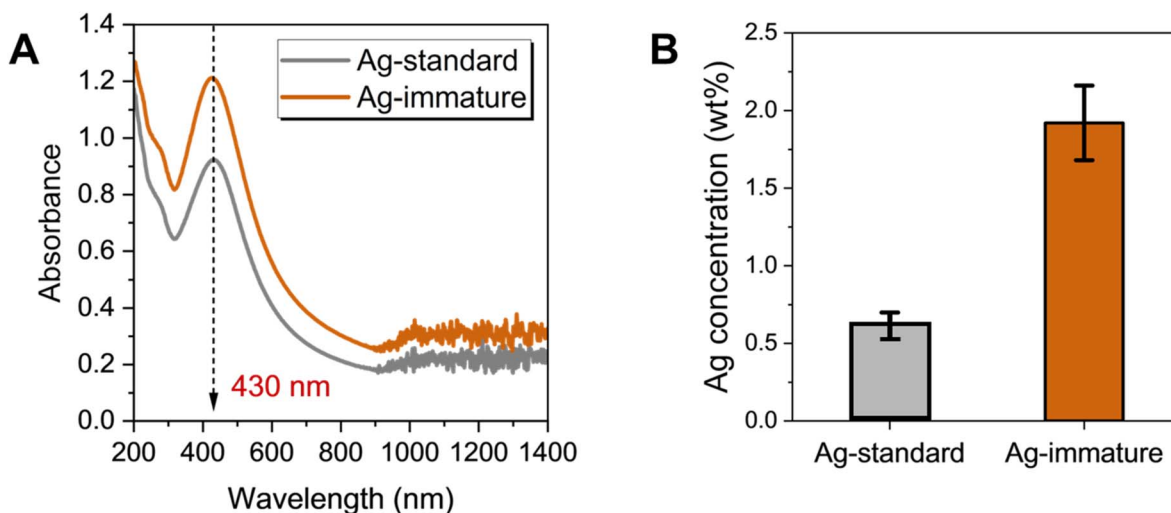 A
Absorbance
1.4
1.2
1.0
0.8
0.6
0.4
0.2
0.0
Ag-standard
Ag-immature
430 nm
200 400 600 800 1000 1200 1400
Wavelength (nm)
B
Ag concentration (wt%)
2.5
2.0
1.5
1.0
0.5
0.0
Ag-standard Ag-immature